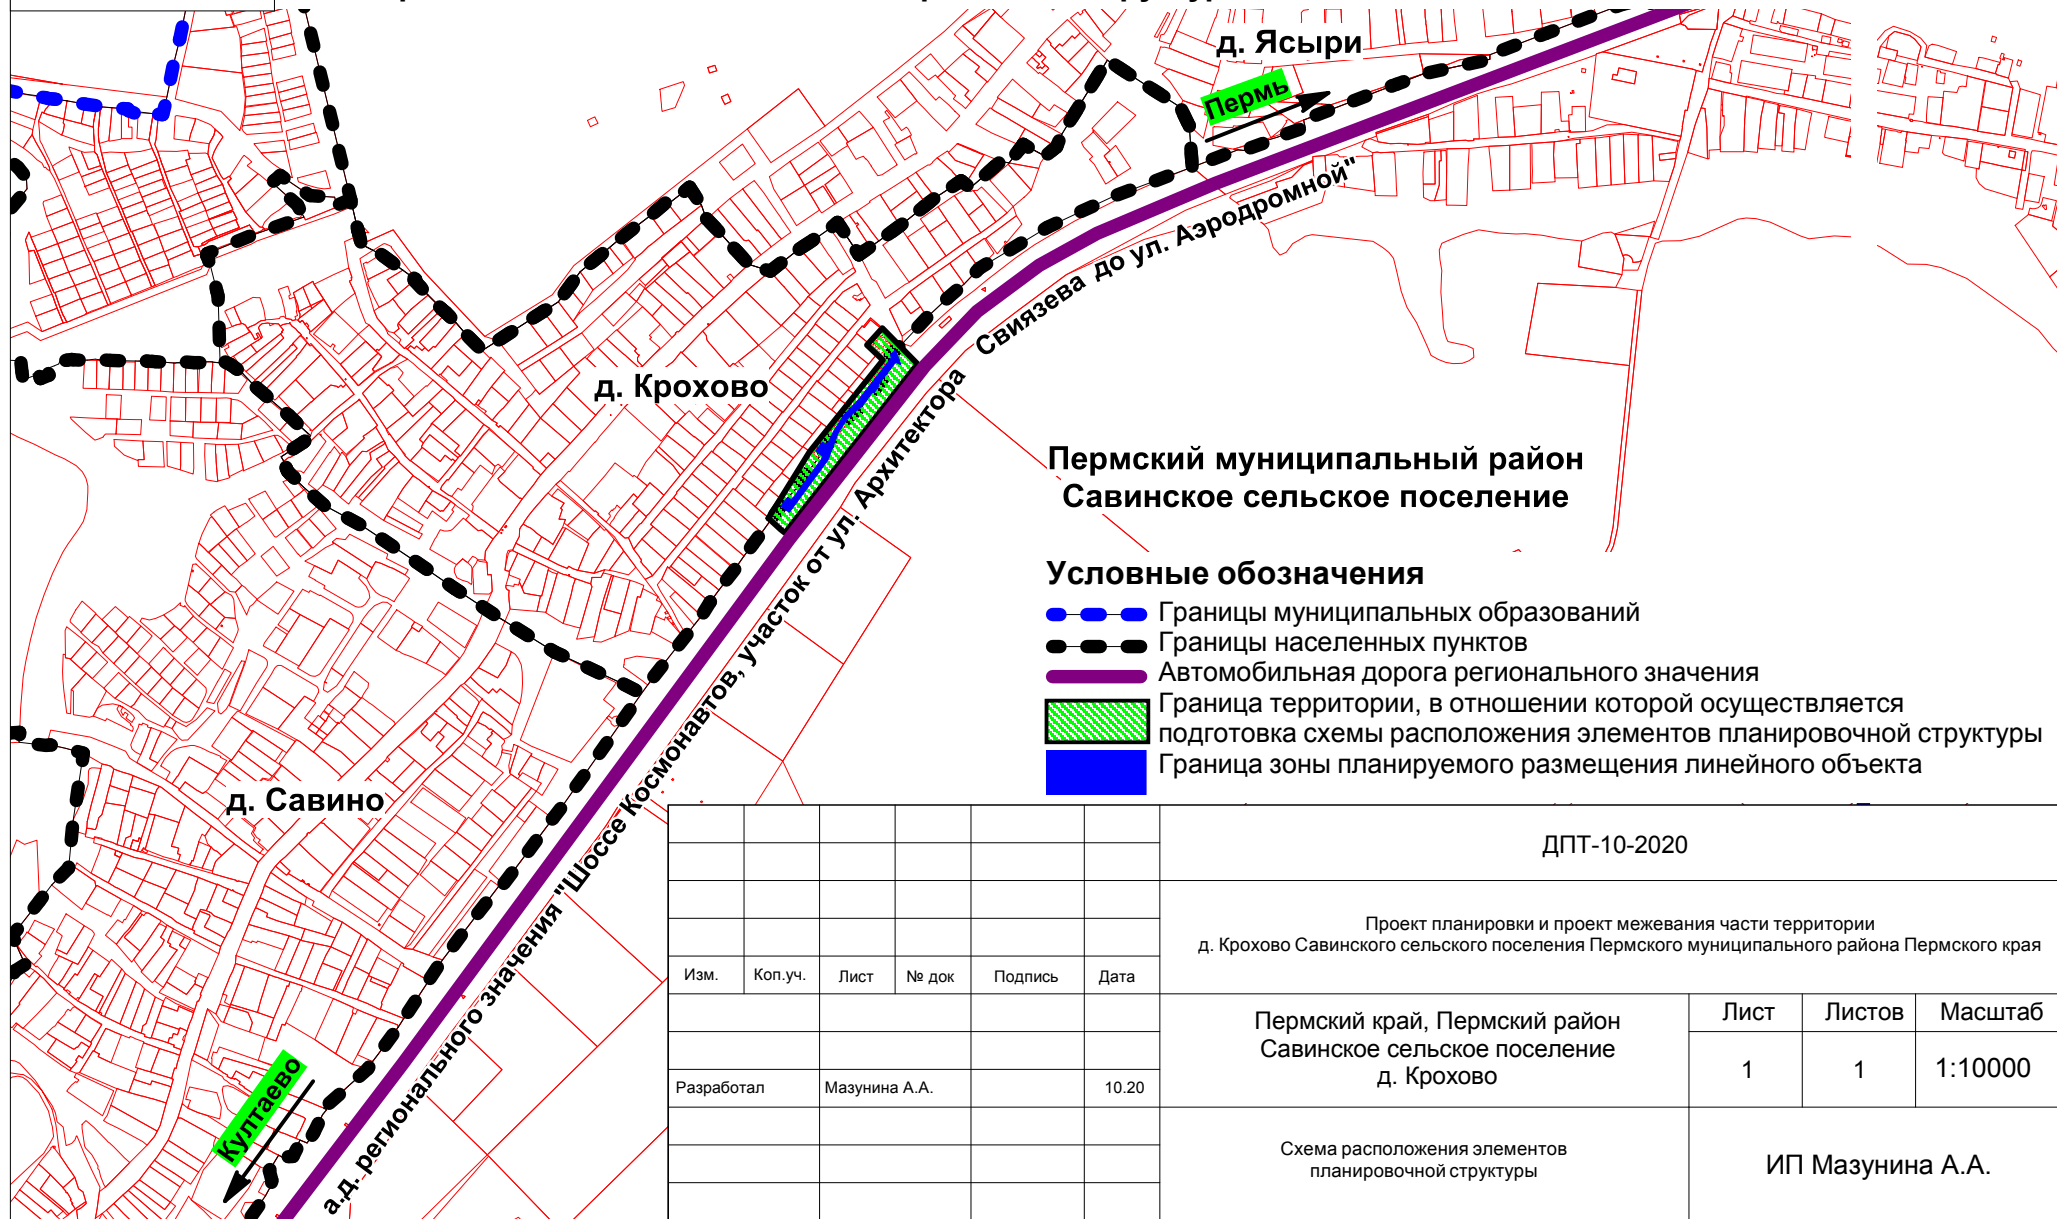 д. Ясыри
Пермь
а.д. регионального значения "Шоссе Космонавтов, участок от ул. Архитектора Свиязева до ул. Аэродромной"
д. Крохово
Пермский муниципальный район
Савинское сельское поселение
Условные обозначения
Границы муниципальных образований
Границы населенных пунктов
Автомобильная дорога регионального значения
Граница территории, в отношении которой осуществляется
подготовка схемы расположения элементов планировочной структуры
Граница зоны планируемого размещения линейного объекта
д. Савино
Култаево
ДПТ-10-2020
Проект планировки и проект межевания части территории
д. Крохово Савинского сельского поселения Пермского муниципального района Пермского края
Изм. Кол.уч. Лист № док Подпись Дата
Пермский край, Пермский район
Савинское сельское поселение
д. Крохово
Лист Листов Масштаб
1 1 1:10000
Разработал Мазунина А.А. 10.20
Схема расположения элементов
планировочной структуры
ИП Мазунина А.А.